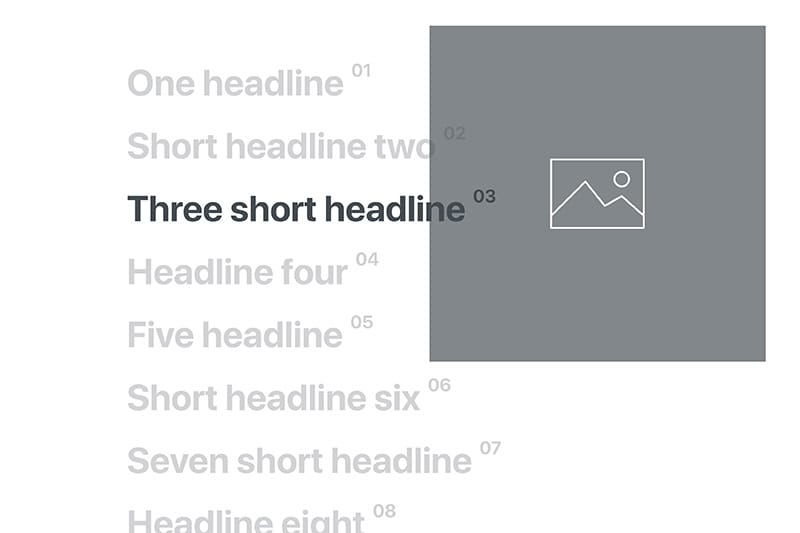 One headline 01
Short headline two 02
Three short headline 03
Headline four 04
Five headline 05
Short headline six 06
Seven short headline 07
Headline eight 08